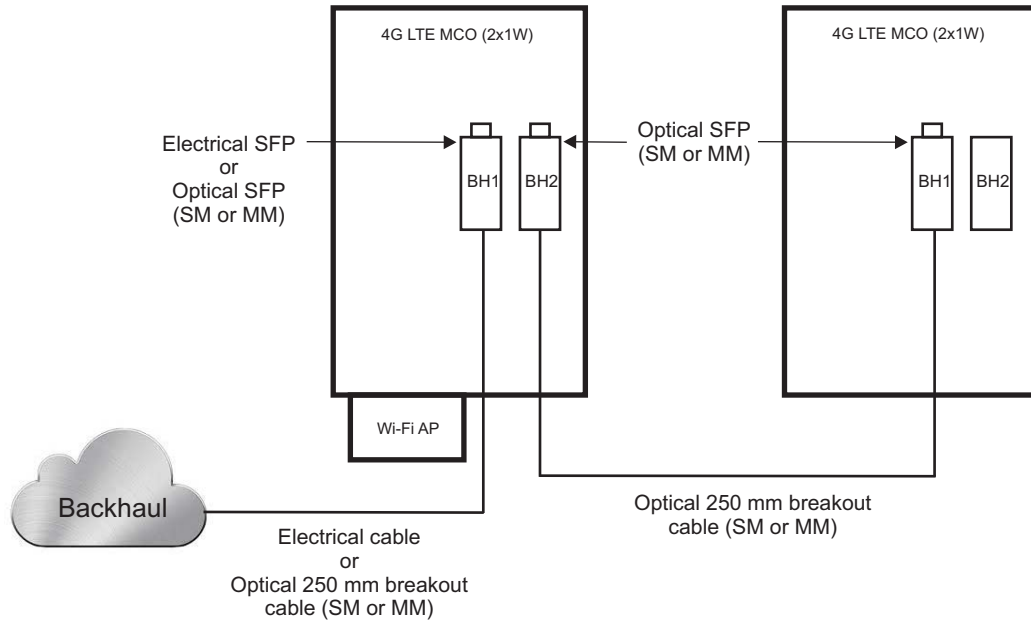 4G LTE MCO (2x1W)
4G LTE MCO (2x1W)
Electrical SFP
or
Optical SFP
(SM or MM)
BH1
BH2
Optical SFP
(SM or MM)
BH1
BH2
Wi-Fi AP
Backhaul
Electrical cable
or
Optical 250 mm breakout
cable (SM or MM)
Optical 250 mm breakout
cable (SM or MM)